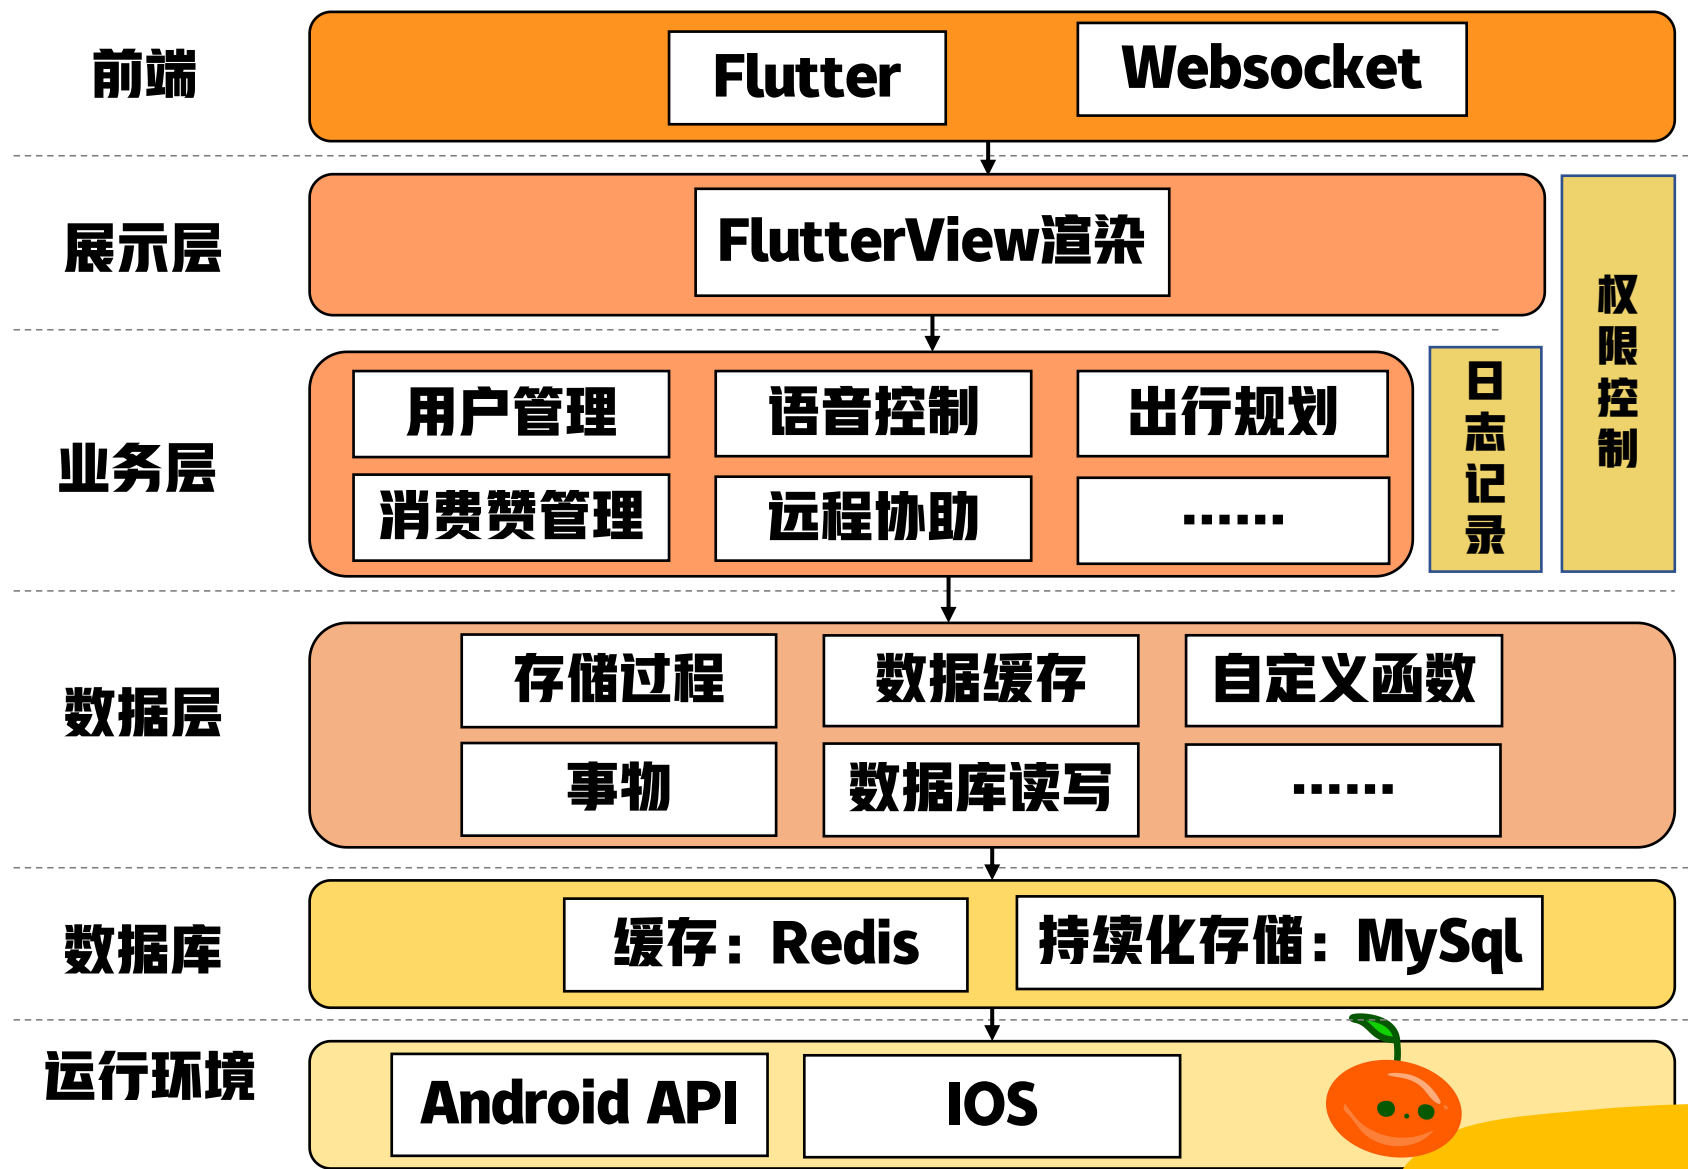 前端
Flutter
Websocket
展示层
FlutterView渲染
权限控制
业务层
用户管理
语音控制
出行规划
消费赞管理
远程协助
……
日志记录
数据层
存储过程
数据缓存
自定义函数
事物
数据库读写
……
数据库
缓存：Redis
持续化存储：MySql
运行环境
Android API
IOS